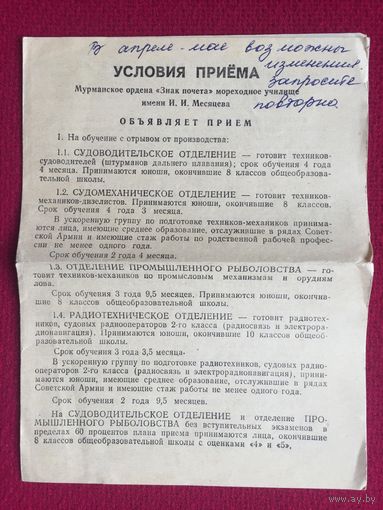 В апреле-мае возможны
изменения.
Запросите
повторно
УСЛОВИЯ ПРИЁМА
Мурманское ордена «Знак почета» мореходное училище
имени И. И. Месяцева
ОБЪЯВЛЯЕТ ПРИЕМ
1. На обучение с отрывом от производства:
1.1. СУДОВОДИТЕЛЬСКОЕ ОТДЕЛЕНИЕ — готовит техников-
судоводителей (штурманов дальнего плавания); срок обучения 4 года
4 месяца. Принимаются юноши, окончившие 8 классов общеобразова-
тельной школы.
1.2. СУДОМЕХАНИЧЕСКОЕ ОТДЕЛЕНИЕ — готовит техников-
механиков-дизелистов. Принимаются юноши, окончившие 8 классов.
Срок обучения 4 года 3 месяца.
В ускоренную группу по подготовке техников-механиков принима-
ются лица, имеющие среднее образование, отслужившие в рядах Совет-
ской Армии и имеющие стаж работы по родственной рабочей профес-
сии не менее одного года.
Срок обучения 2 года 4 месяца.
1.3. ОТДЕЛЕНИЕ ПРОМЫШЛЕННОГО РЫБОЛОВСТВА — го-
товит техников-механиков по промысловым механизмам и орудиям
лова.
Срок обучения 3 года 9,5 месяцев. Принимаются юноши, окончив-
шие 8 классов общеобразовательной школы.
1.4. РАДИОТЕХНИЧЕСКОЕ ОТДЕЛЕНИЕ — готовит радиотех-
ников, судовых радиооператоров 2-го класса (радиосвязь и электрора-
дионавигация). Принимаются юноши, окончившие 10 классов общеоб-
разовательной школы.
Срок обучения 3 года 3,5 месяца.
В ускоренную группу по подготовке радиотехников, судовых радио-
операторов 2-го класса (радиосвязь и электрорадионавигация), прини-
маются юноши, имеющие среднее образование, отслужившие в рядах
Советской Армии и имеющие стаж работы не менее одного года.
Срок обучения 2 года 9,5 месяцев.
На СУДОВОДИТЕЛЬСКОЕ ОТДЕЛЕНИЕ и отделение ПРО-
МЫШЛЕННОГО РЫБОЛОВСТВА без вступительных экзаменов в
пределах 60 процентов плана приема принимаются лица, окончившие
8 классов общеобразовательной школы с оценками «4» и «5».
www.ay.by